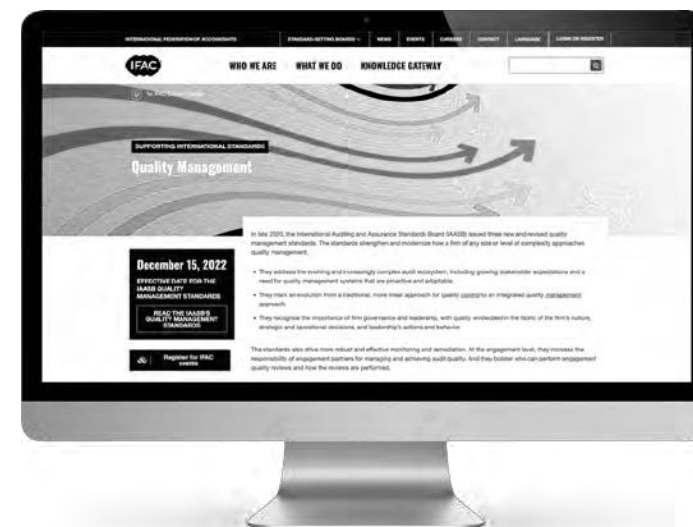 INTERNATIONAL FEDERATION OF ACCOUNTANTS STANDARD-SETTING BOARDS NEWS EVENTS CAREERS CONTACT LANGUAGE LOGIN OR REGISTER
IFAC WHO WE ARE WHAT WE DO KNOWLEDGE GATEWAY
SUPPORTING INTERNATIONAL STANDARDS
Quality Management
In late 2020, the International Auditing and Assurance Standards Board (IAASB) issued three new and revised quality
management standards. The standards strengthen and modernize how a firm of any size or level of complexity approaches
quality management.
December 15, 2022
EFFECTIVE DATE FOR THE
IAASB QUALITY
MANAGEMENT STANDARDS
READ THE IAASB'S
QUALITY MANAGEMENT
STANDARDS
Register for IFAC
events
• They address the evolving and increasingly complex audit ecosystem, including growing stakeholder expectations and a
need for quality management systems that are proactive and adaptable.
• They mark an evolution from a traditional, more linear approach for quality control to an integrated quality management
approach.
• They recognize the importance of firm governance and leadership, with quality embedded in the fabric of the firm's culture,
strategic and operational decisions, and leadership's actions and behavior.
The standards also drive more robust and effective monitoring and remediation. At the engagement level, they increase the
responsibility of engagement partners for managing and achieving audit quality. And they bolster who can perform engagement
quality reviews and how the reviews are performed.